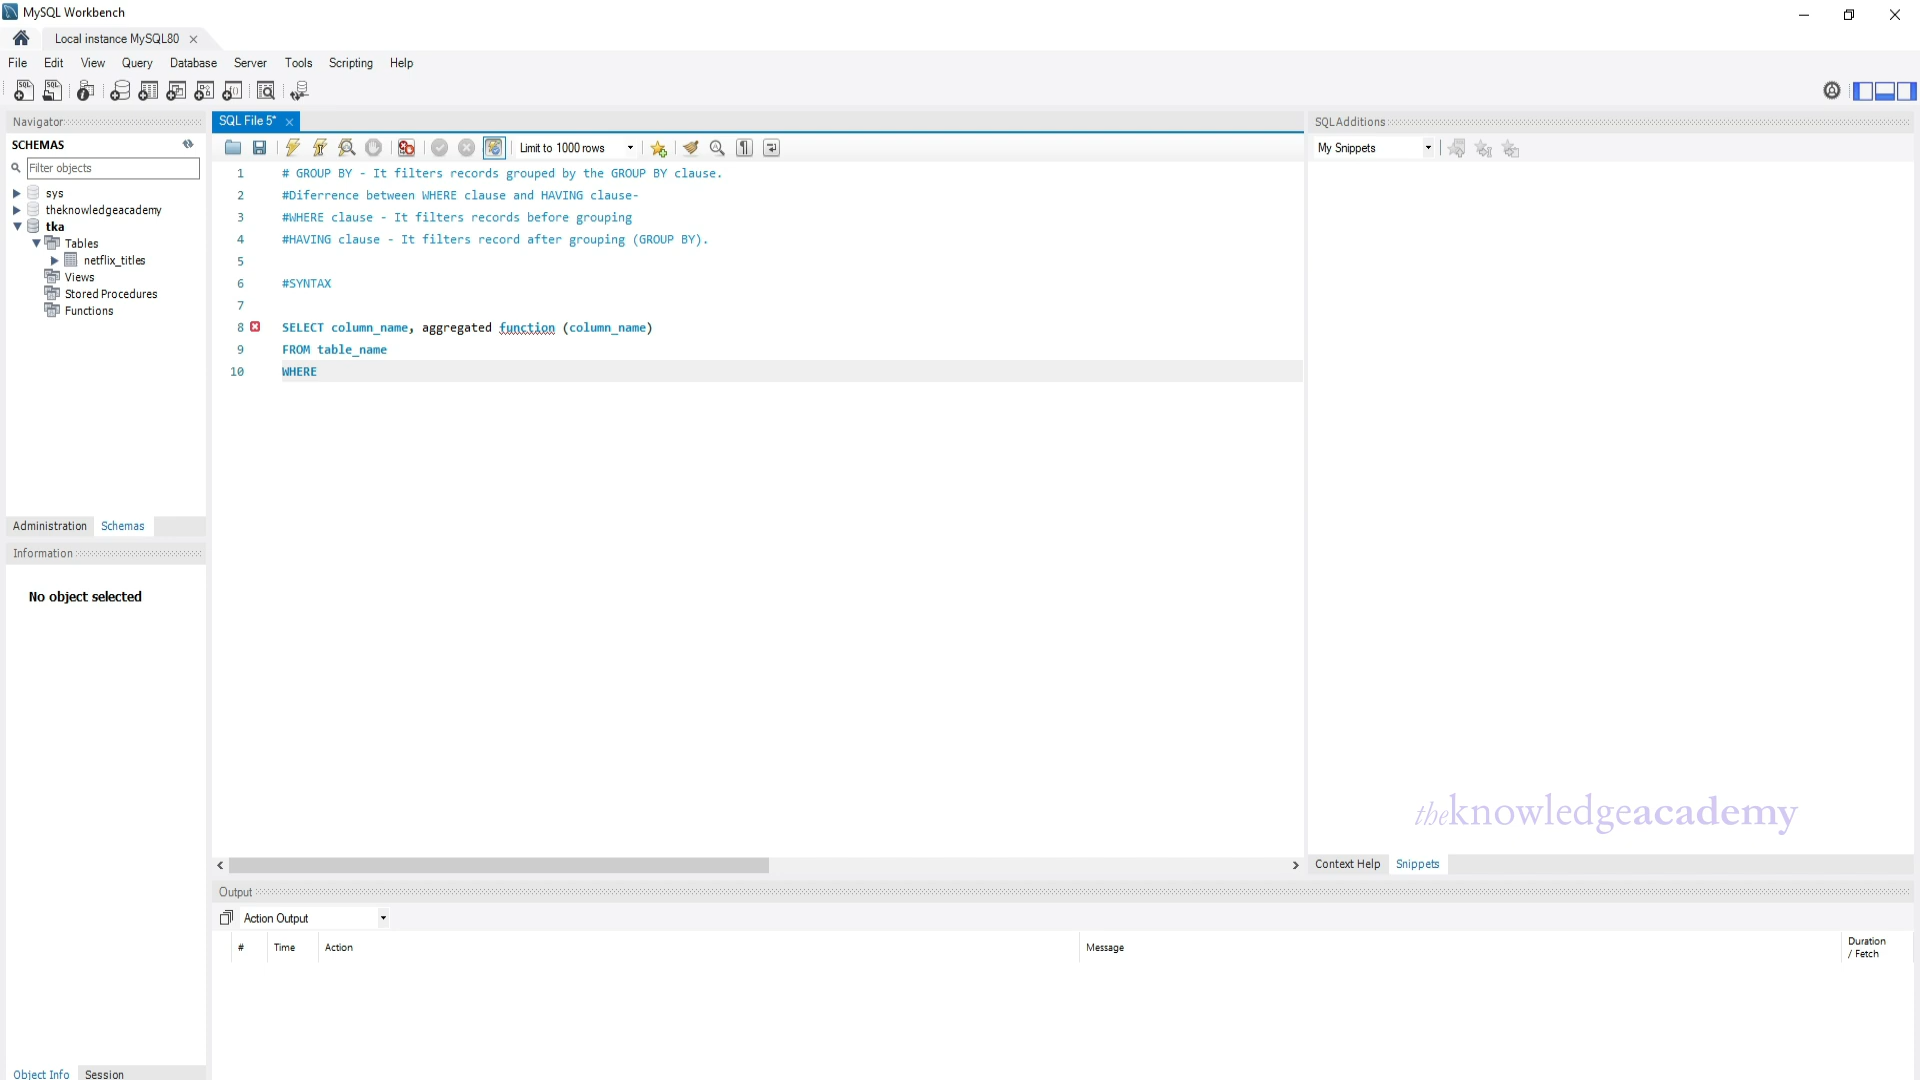 MySQL Workbench
Local instance MySQL80
File Edit View Query Database Server Tools Scripting Help
Navigator
SCHEMAS
Filter objects
sys
theknowledgeacademy
tka
Tables
netflix_titles
Views
Stored Procedures
Functions
Administration Schemas
Information
No object selected
Object Info Session
SQL File 5*
Limit to 1000 rows
1 # GROUP BY - It filters records grouped by the GROUP BY clause.
2 #Diferrence between WHERE clause and HAVING clause-
3 #WHERE clause - It filters records before grouping
4 #HAVING clause - It filters record after grouping (GROUP BY).
5
6 #SYNTAX
7
8 SELECT column_name, aggregated function (column_name)
9 FROM table_name
10 WHERE
SQLAdditions
My Snippets
theknowledgeacademy
Context Help Snippets
Output
Action Output
# Time Action Message Duration / Fetch